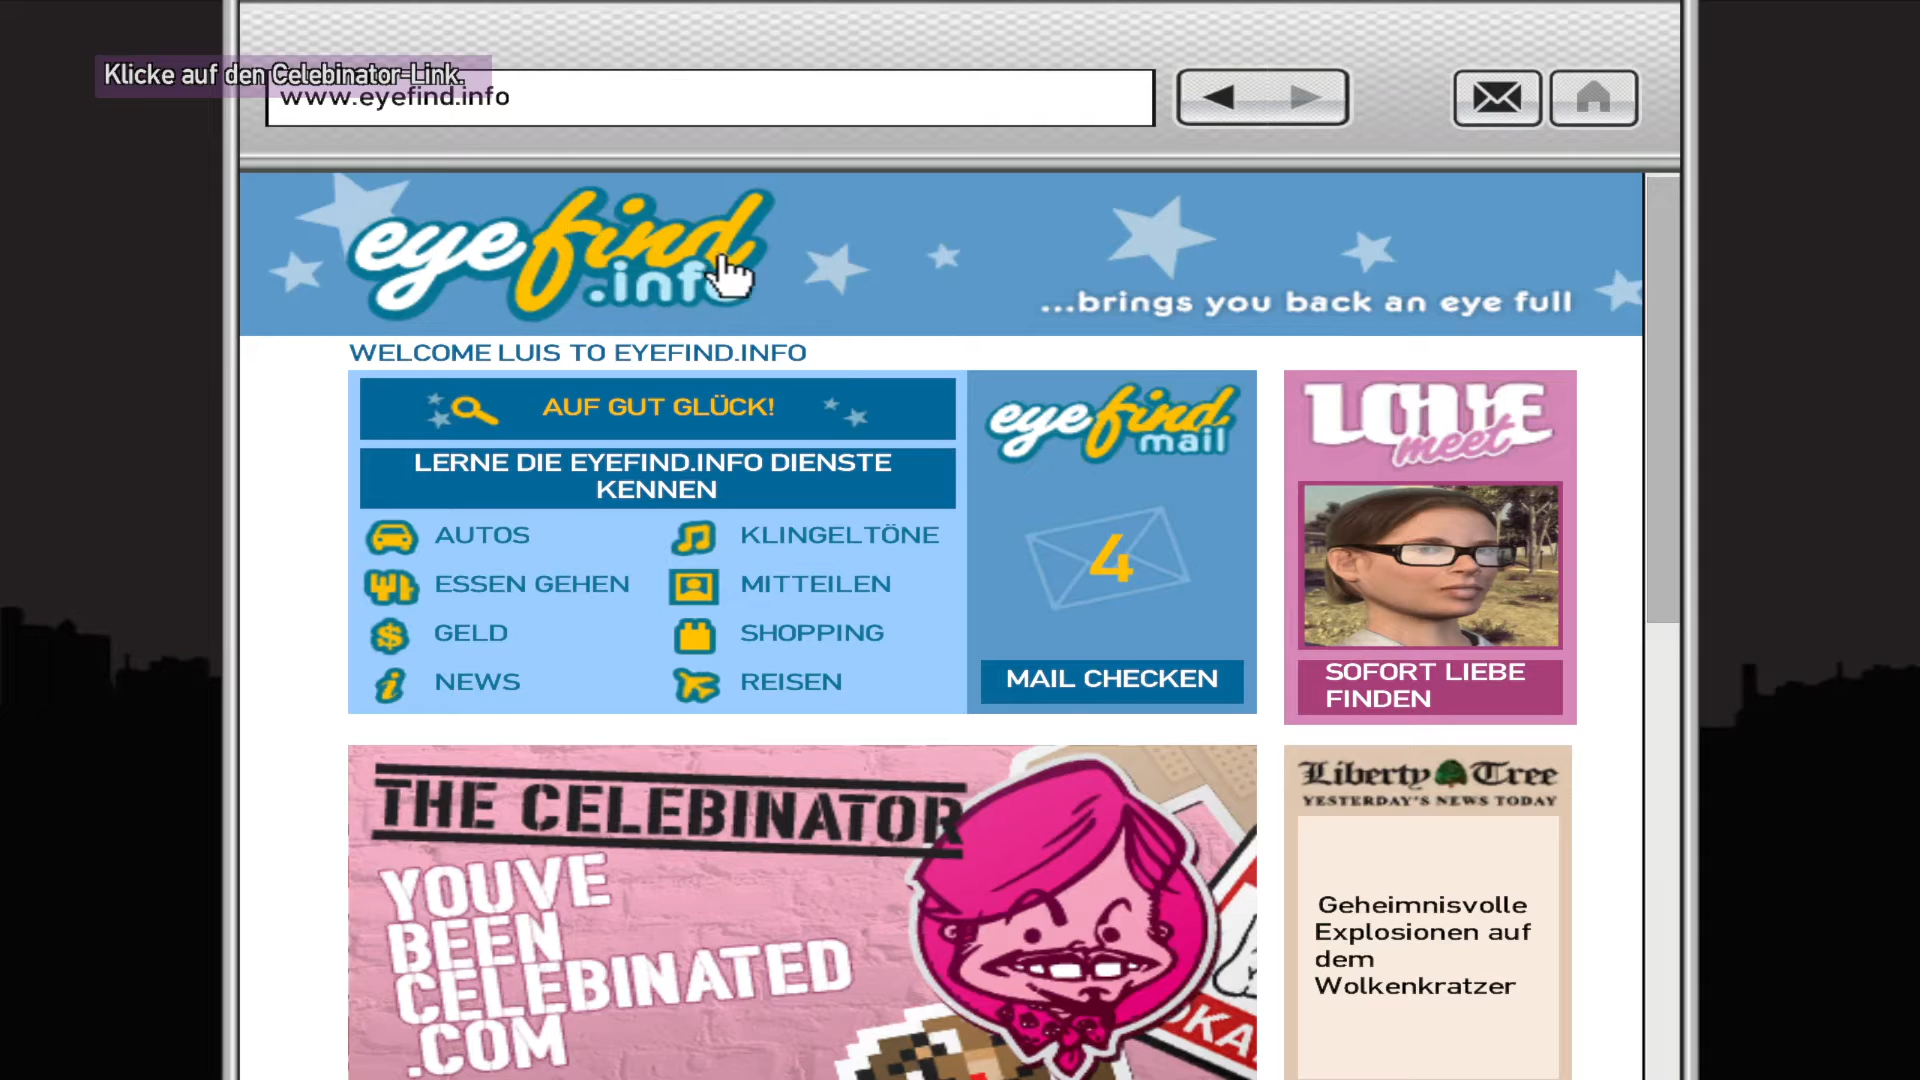 Klicke auf den Celebinator-Link.
www.eyefind.info
eyefind
.info
...brings you back an eye full
WELCOME LUIS TO EYEFIND.INFO
AUF GUT GLÜCK!
LERNE DIE EYEFIND.INFO DIENSTE
KENNEN
AUTOS
KLINGELTÖNE
ESSEN GEHEN
MITTEILEN
GELD
SHOPPING
NEWS
REISEN
eyefind
mail
4
MAIL CHECKEN
LOVE
meet
SOFORT LIEBE
FINDEN
THE CELEBINATOR
YOUVE
BEEN
CELEBINATED
.COM
Liberty Tree
YESTERDAY'S NEWS TODAY
Geheimnisvolle
Explosionen auf
dem
Wolkenkratzer